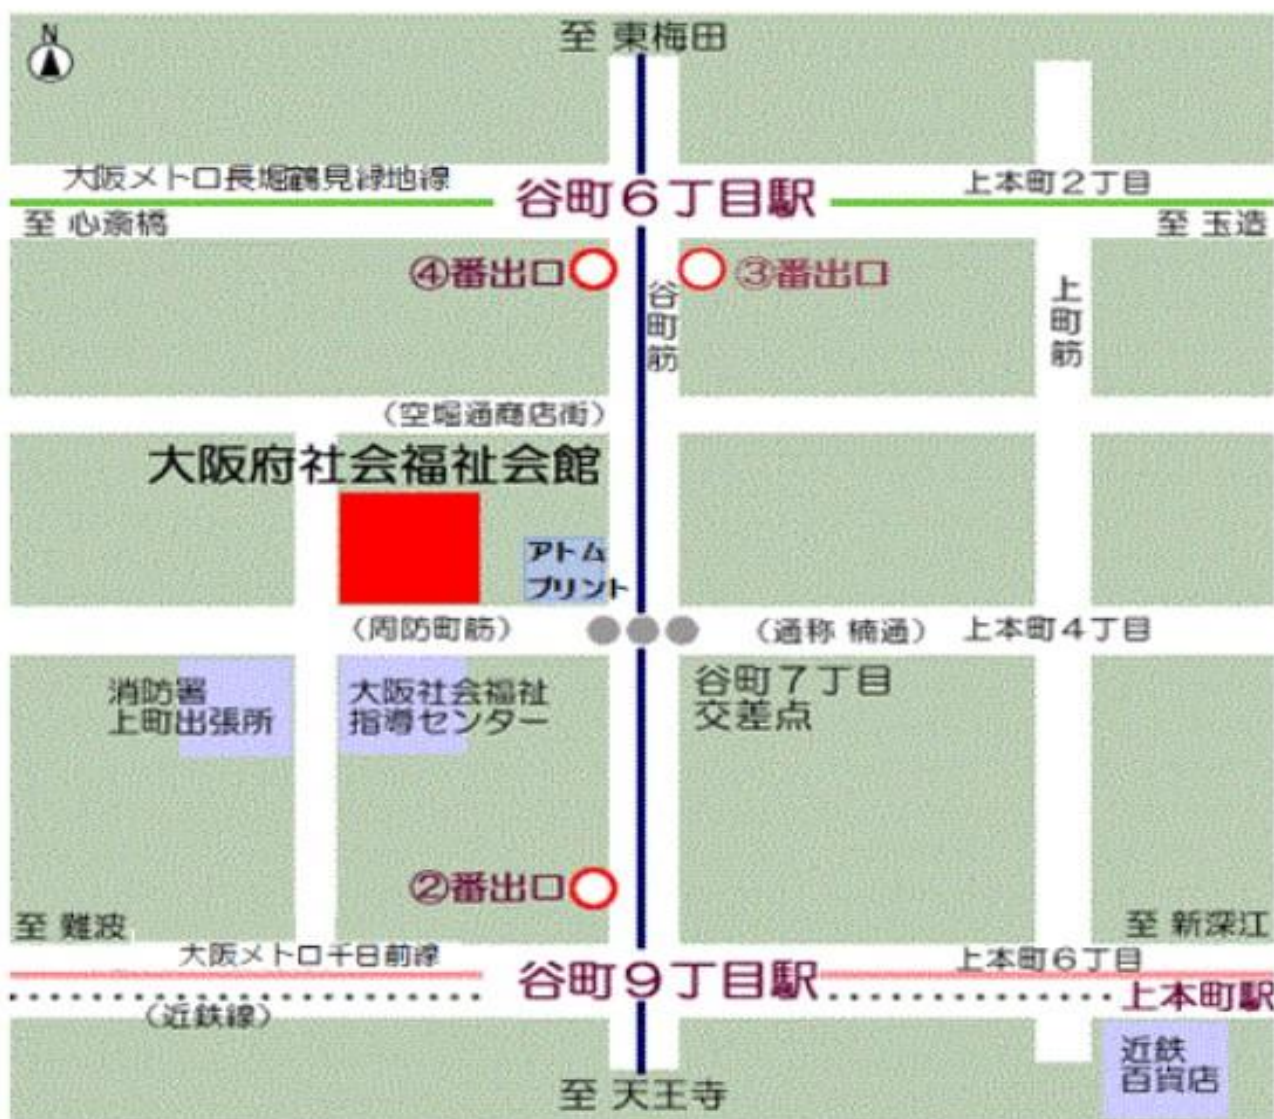 N
至 東梅田
大阪メトロ長堀鶴見緑地線
谷町6丁目駅
上本町2丁目
至 心斎橋
至 玉造
④番出口
③番出口
谷町筋
上町筋
（空堀通商店街）
大阪府社会福祉会館
アトム
プリント
（周防町筋）
（通称 楠通）
上本町4丁目
消防署
上町出張所
大阪社会福祉
指導センター
谷町7丁目
交差点
②番出口
至 難波
至 新深江
大阪メトロ千日前線
谷町9丁目駅
上本町6丁目
上本町駅
（近鉄線）
近鉄
百貨店
至 天王寺